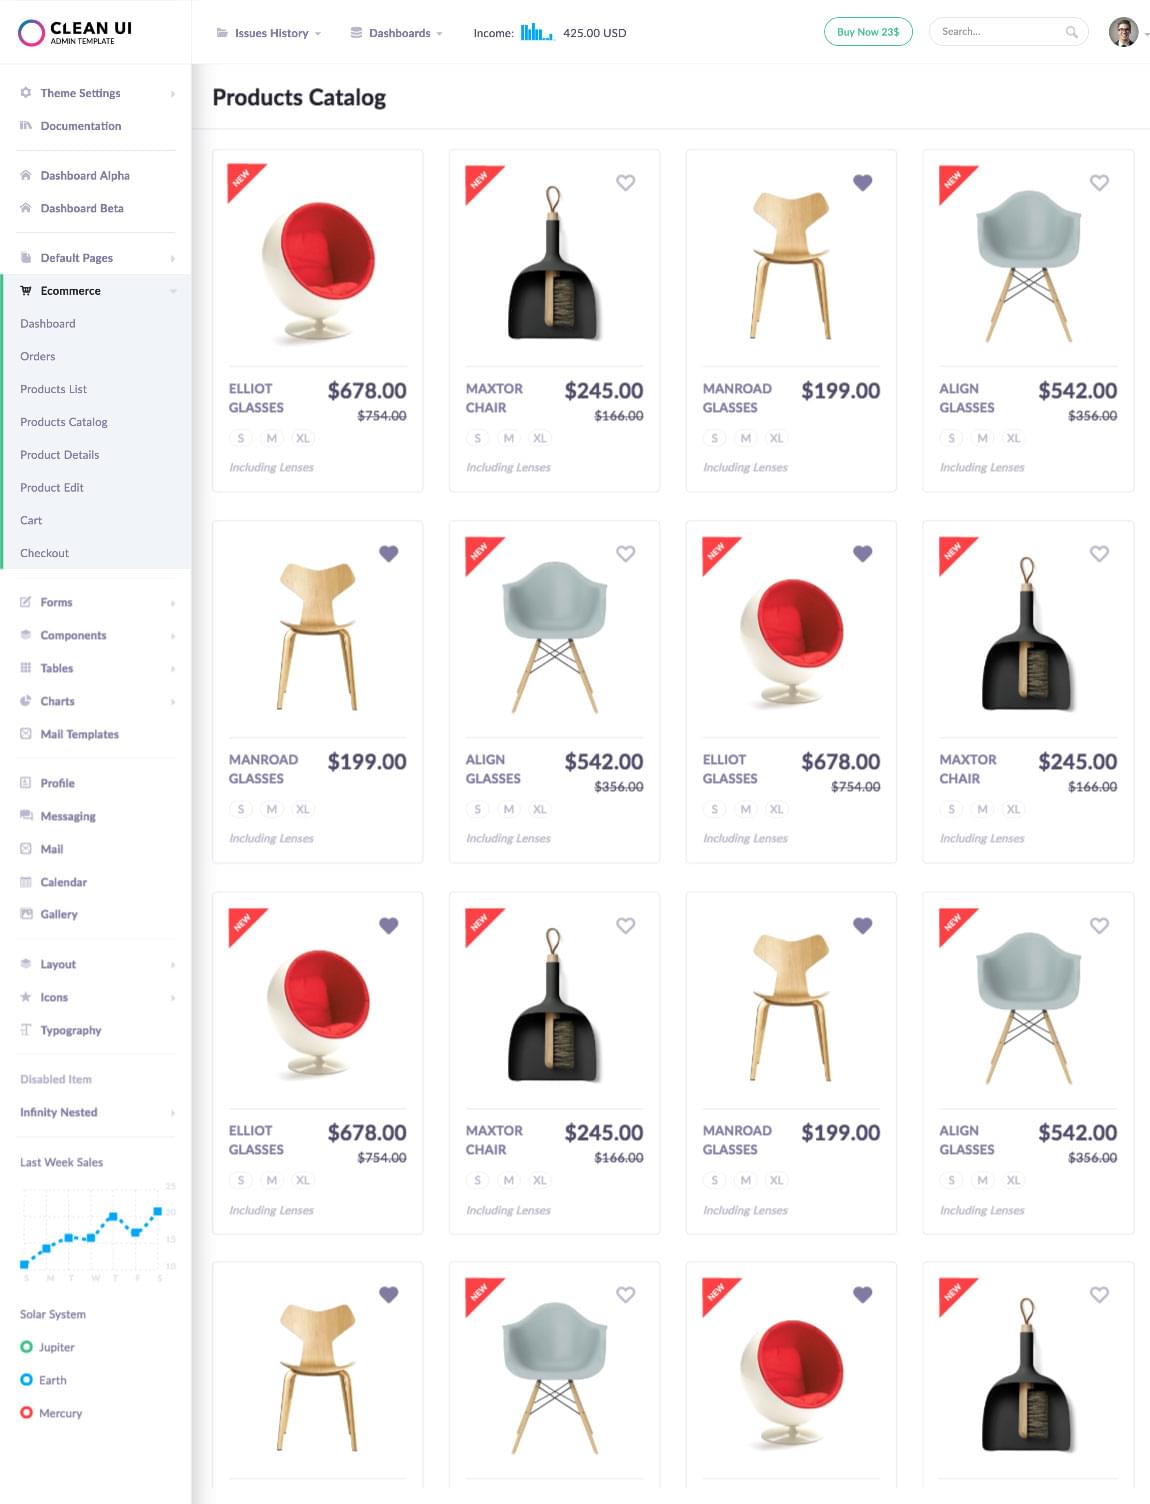 CLEAN UI
ADMIN TEMPLATE
Issues History
Dashboards
Income:
425.00 USD
Buy Now 23$
Search...
Theme Settings
Documentation
Dashboard Alpha
Dashboard Beta
Default Pages
Ecommerce
Dashboard
Orders
Products List
Products Catalog
Product Details
Product Edit
Cart
Checkout
Forms
Components
Tables
Charts
Mail Templates
Profile
Messaging
Mail
Calendar
Gallery
Layout
Icons
Typography
Disabled Item
Infinity Nested
Last Week Sales
25
20
15
10
S M T W T F S
Solar System
Jupiter
Earth
Mercury
Products Catalog
NEW
ELLIOT
GLASSES
$678.00
$754.00
S M XL
Including Lenses
NEW
MAXTOR
CHAIR
$245.00
$166.00
S M XL
Including Lenses
MANROAD
GLASSES
$199.00
S M XL
Including Lenses
NEW
ALIGN
GLASSES
$542.00
$356.00
S M XL
Including Lenses
MANROAD
GLASSES
$199.00
S M XL
Including Lenses
NEW
ALIGN
GLASSES
$542.00
$356.00
S M XL
Including Lenses
NEW
ELLIOT
GLASSES
$678.00
$754.00
S M XL
Including Lenses
NEW
MAXTOR
CHAIR
$245.00
$166.00
S M XL
Including Lenses
NEW
ELLIOT
GLASSES
$678.00
$754.00
S M XL
Including Lenses
NEW
MAXTOR
CHAIR
$245.00
$166.00
S M XL
Including Lenses
MANROAD
GLASSES
$199.00
S M XL
Including Lenses
NEW
ALIGN
GLASSES
$542.00
$356.00
S M XL
Including Lenses
NEW
NEW
NEW